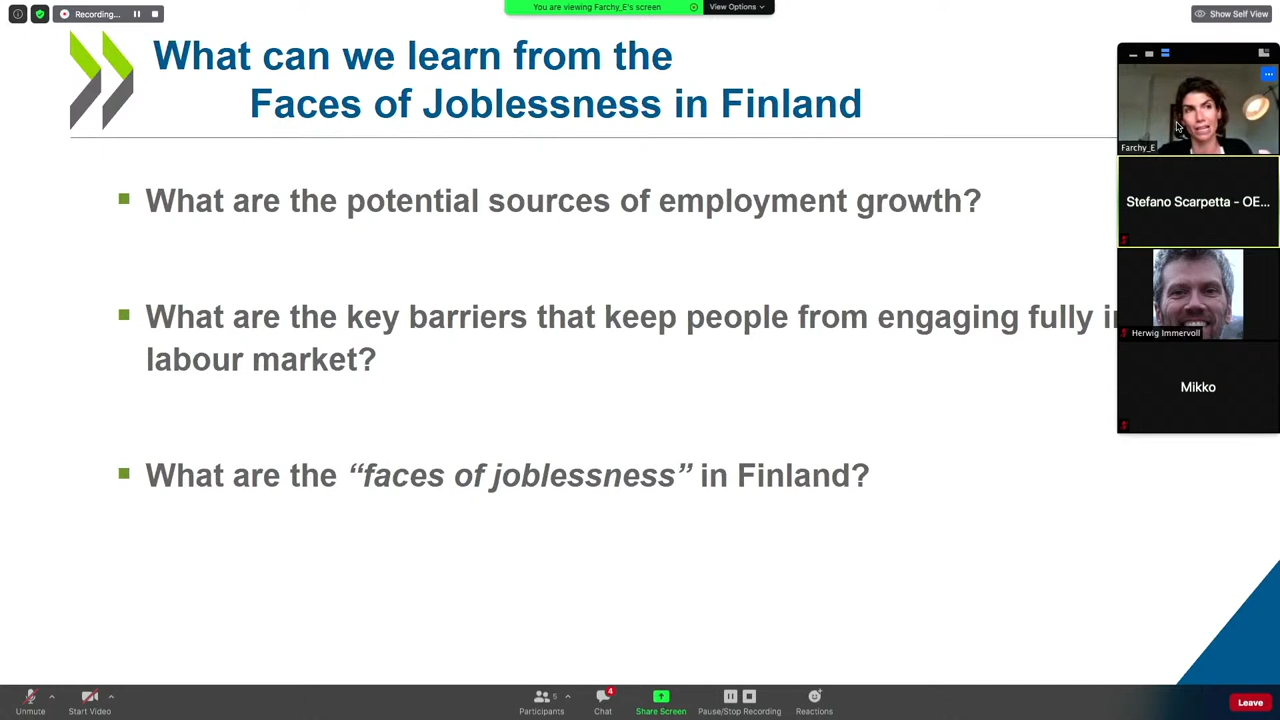 Recording...
You are viewing Farchy_E's screen
View Options
Show Self View
What can we learn from the
Faces of Joblessness in Finland
What are the potential sources of employment growth?
What are the key barriers that keep people from engaging fully in
labour market?
What are the “faces of joblessness” in Finland?
Farchy_E
Stefano Scarpetta - OE...
Herwig Immervoll
Mikko
Unmute
Start Video
5
Participants
4
Chat
Share Screen
Pause/Stop Recording
Reactions
Leave